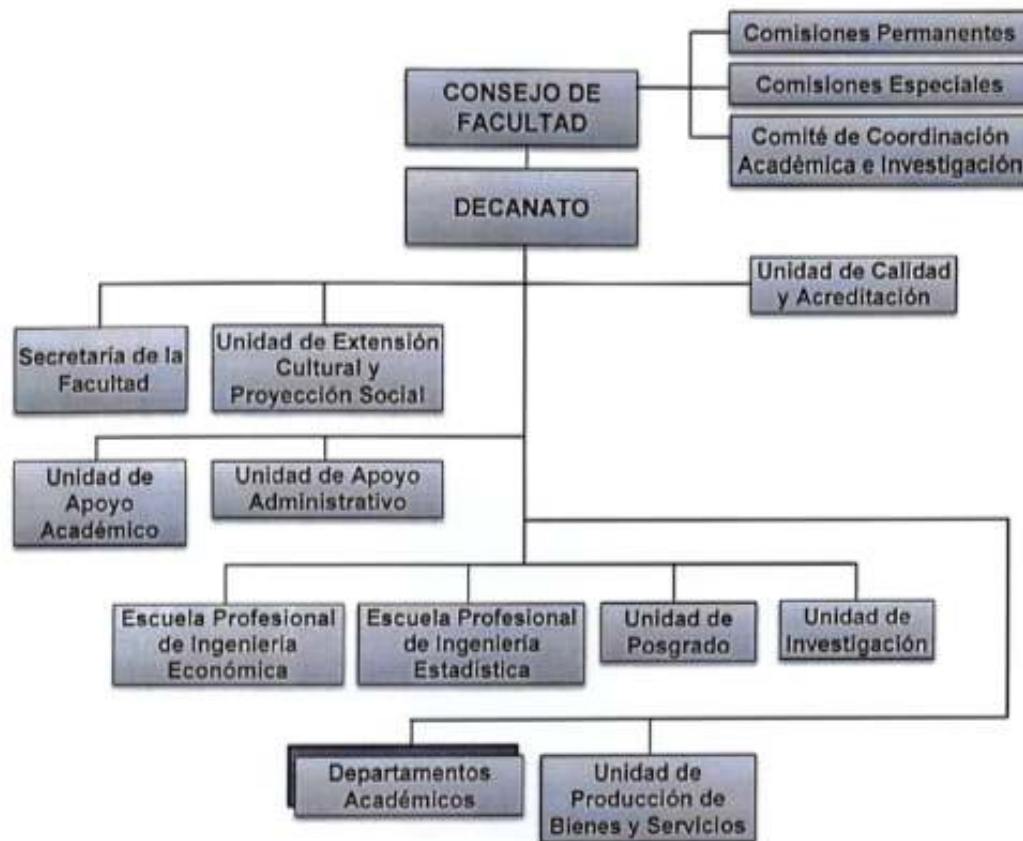 Comisiones Permanentes
CONSEJO DE
FACULTAD
Comisiones Especiales
Comité de Coordinación
Académica e Investigación
DECANATO
Unidad de Calidad
y Acreditación
Secretaría de la
Facultad
Unidad de Extensión
Cultural y
Proyección Social
Unidad de
Apoyo
Académico
Unidad de Apoyo
Administrativo
Escuela Profesional
de Ingeniería
Económica
Escuela Profesional
de Ingeniería
Estadística
Unidad de
Posgrado
Unidad de
Investigación
Departamentos
Académicos
Unidad de
Producción de
Bienes y Servicios